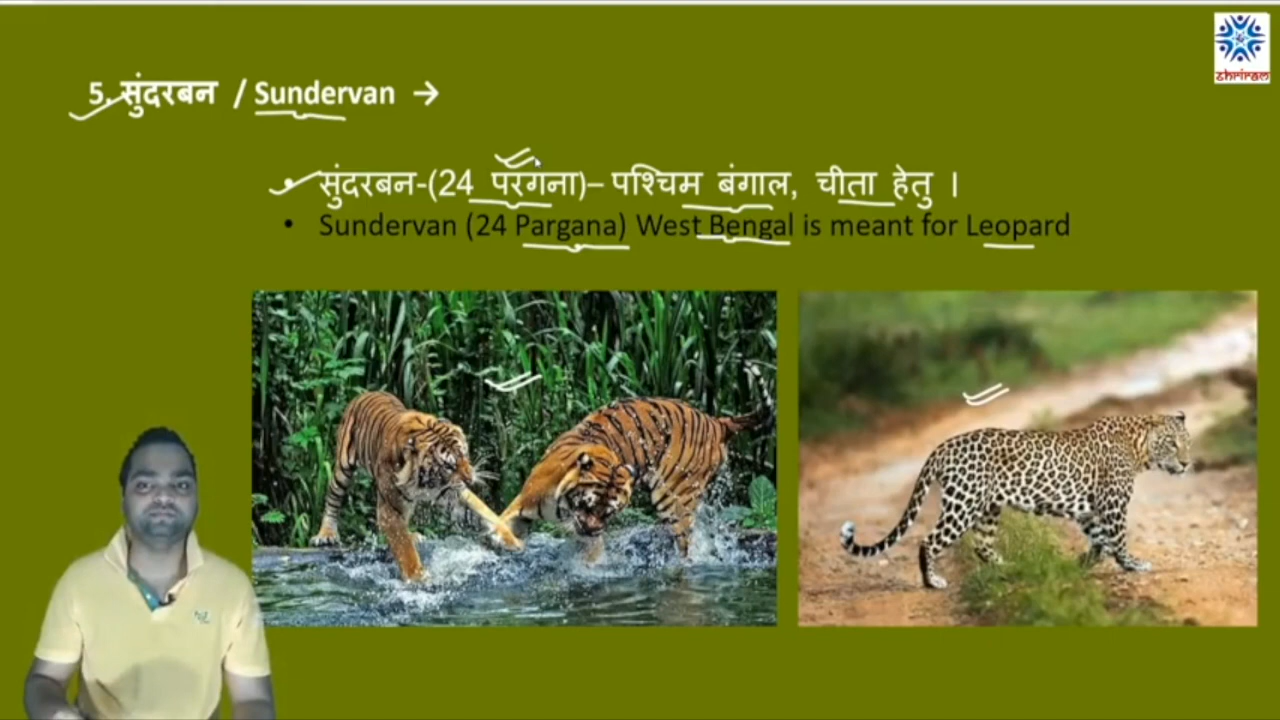 shriram
5. सुंदरबन / Sundervan →
सुंदरबन-(24 परगना)– पश्चिम बंगाल, चीता हेतु ।
• Sundervan (24 Pargana) West Bengal is meant for Leopard